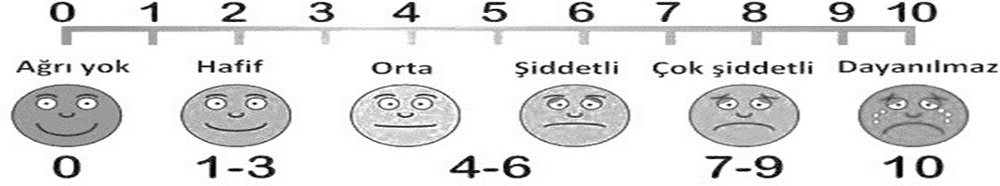 0 1 2 3 4 5 6 7 8 9 10
Ağrı yok Hafif Orta Şiddetli Çok şiddetli Dayanılmaz
0 1-3 4-6 7-9 10